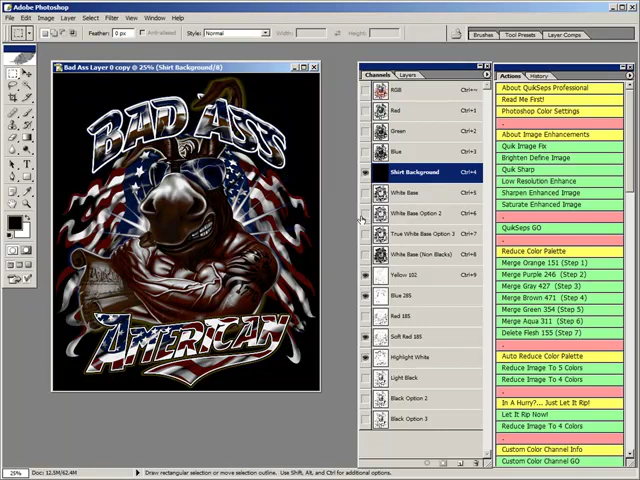 Adobe Photoshop
File Edit Image Layer Select Filter View Window Help
Feather: 0 px Anti-aliased Style: Normal Width: Height:
Brushes Tool Presets Layer Comps
Bad Ass Layer 0 copy @ 25% (Shirt Background/8)
BAD ASS
AMERICAN
Channels Layers
RGB Ctrl+~
Red Ctrl+1
Green Ctrl+2
Blue Ctrl+3
Shirt Background Ctrl+4
White Base Ctrl+5
White Base Option 2 Ctrl+6
True White Base Option 3 Ctrl+7
White Base (Non Blacks) Ctrl+8
Yellow 102 Ctrl+9
Blue 285
Red 185
Soft Red 185
Highlight White
Light Black
Black Option 2
Black Option 3
Actions History
About QuikSeps Professional
Read Me First!
Photoshop Color Settings
.
About Image Enhancements
Quik Image Fix
Brighten Define Image
Quik Sharp
Low Resolution Enhance
Sharpen Enhanced Image
Saturate Enhanced Image
.
QuikSeps GO
.
Reduce Color Palette
Merge Orange 151 (Step 1)
Merge Purple 246 (Step 2)
Merge Gray 427 (Step 3)
Merge Brown 471 (Step 4)
Merge Green 354 (Step 5)
Merge Aqua 311 (Step 6)
Delete Flesh 155 (Step 7)
.
Auto Reduce Color Palette
Reduce Image To 5 Colors
Reduce Image To 4 Colors
.
In A Hurry?... Just Let It Rip!
Let It Rip Now!
Reduce Image To 4 Colors
.
Custom Color Channel Info
Custom Color Channel GO
25% Doc: 12.5M/62.4M Draw rectangular selection or move selection outline. Use Shift, Alt, and Ctrl for additional options.